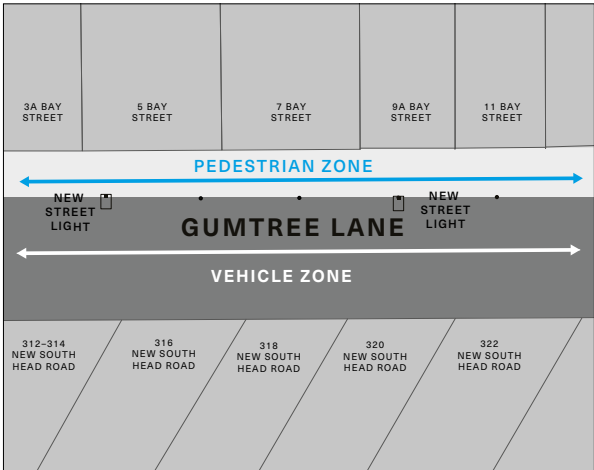 3A BAY
STREET
5 BAY
STREET
7 BAY
STREET
9A BAY
STREET
11 BAY
STREET
PEDESTRIAN ZONE
NEW
STREET
LIGHT
NEW
STREET
LIGHT
GUMTREE LANE
VEHICLE ZONE
312–314
NEW SOUTH
HEAD ROAD
316
NEW SOUTH
HEAD ROAD
318
NEW SOUTH
HEAD ROAD
320
NEW SOUTH
HEAD ROAD
322
NEW SOUTH
HEAD ROAD